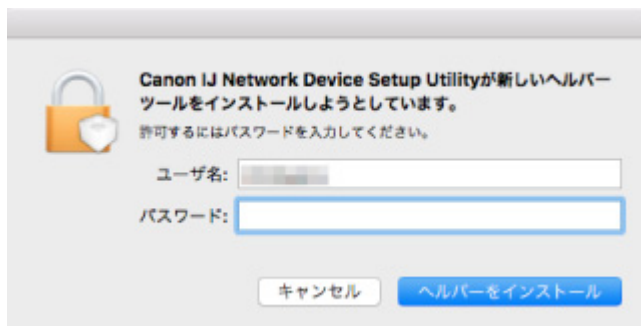 Canon IJ Network Device Setup Utilityが新しいヘルパー
ツールをインストールしようとしています。
許可するにはパスワードを入力してください。
ユーザ名:
パスワード:
キャンセル
ヘルパーをインストール